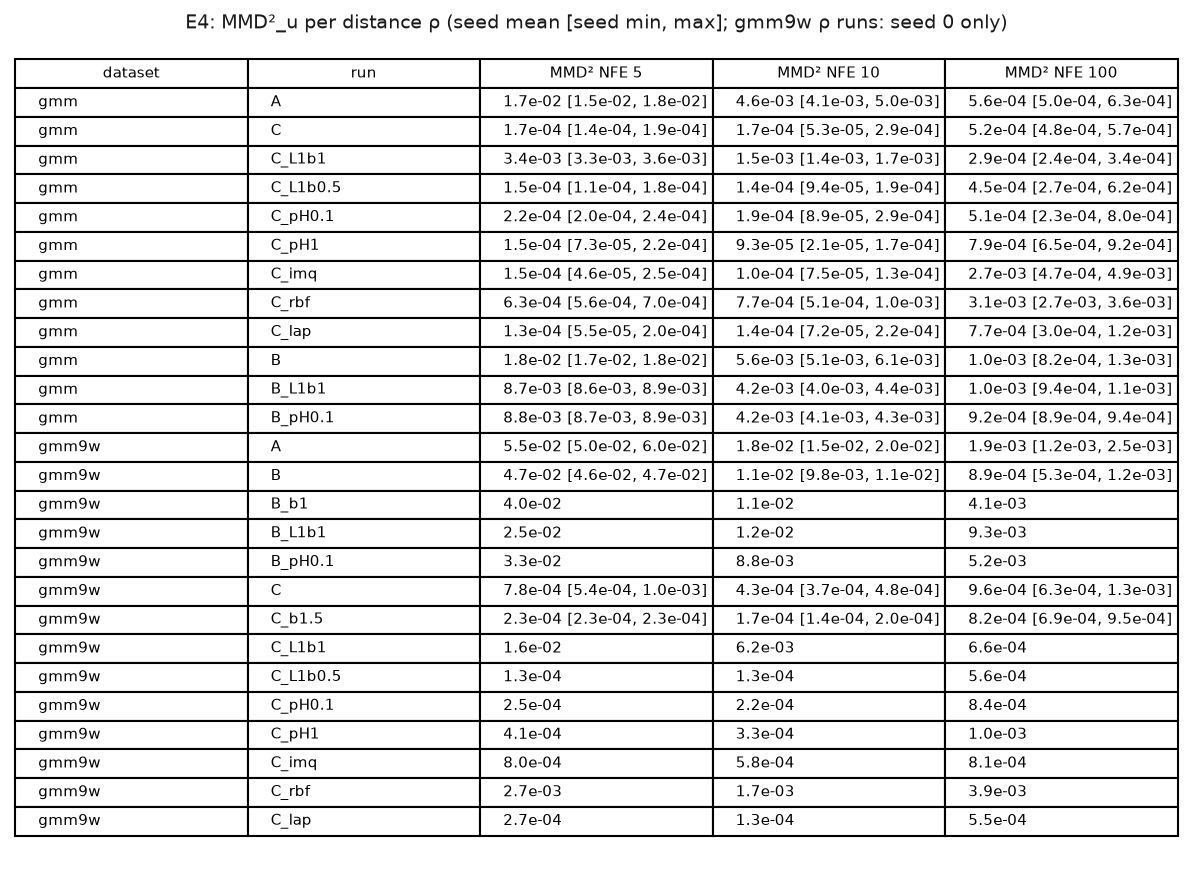 E4: MMD²_u per distance ρ (seed mean [seed min, max]; gmm9w ρ runs: seed 0 only)
dataset run MMD² NFE 5 MMD² NFE 10 MMD² NFE 100
gmm A 1.7e-02 [1.5e-02, 1.8e-02] 4.6e-03 [4.1e-03, 5.0e-03] 5.6e-04 [5.0e-04, 6.3e-04]
gmm C 1.7e-04 [1.4e-04, 1.9e-04] 1.7e-04 [5.3e-05, 2.9e-04] 5.2e-04 [4.8e-04, 5.7e-04]
gmm C_L1b1 3.4e-03 [3.3e-03, 3.6e-03] 1.5e-03 [1.4e-03, 1.7e-03] 2.9e-04 [2.4e-04, 3.4e-04]
gmm C_L1b0.5 1.5e-04 [1.1e-04, 1.8e-04] 1.4e-04 [9.4e-05, 1.9e-04] 4.5e-04 [2.7e-04, 6.2e-04]
gmm C_pH0.1 2.2e-04 [2.0e-04, 2.4e-04] 1.9e-04 [8.9e-05, 2.9e-04] 5.1e-04 [2.3e-04, 8.0e-04]
gmm C_pH1 1.5e-04 [7.3e-05, 2.2e-04] 9.3e-05 [2.1e-05, 1.7e-04] 7.9e-04 [6.5e-04, 9.2e-04]
gmm C_imq 1.5e-04 [4.6e-05, 2.5e-04] 1.0e-04 [7.5e-05, 1.3e-04] 2.7e-03 [4.7e-04, 4.9e-03]
gmm C_rbf 6.3e-04 [5.6e-04, 7.0e-04] 7.7e-04 [5.1e-04, 1.0e-03] 3.1e-03 [2.7e-03, 3.6e-03]
gmm C_lap 1.3e-04 [5.5e-05, 2.0e-04] 1.4e-04 [7.2e-05, 2.2e-04] 7.7e-04 [3.0e-04, 1.2e-03]
gmm B 1.8e-02 [1.7e-02, 1.8e-02] 5.6e-03 [5.1e-03, 6.1e-03] 1.0e-03 [8.2e-04, 1.3e-03]
gmm B_L1b1 8.7e-03 [8.6e-03, 8.9e-03] 4.2e-03 [4.0e-03, 4.4e-03] 1.0e-03 [9.4e-04, 1.1e-03]
gmm B_pH0.1 8.8e-03 [8.7e-03, 8.9e-03] 4.2e-03 [4.1e-03, 4.3e-03] 9.2e-04 [8.9e-04, 9.4e-04]
gmm9w A 5.5e-02 [5.0e-02, 6.0e-02] 1.8e-02 [1.5e-02, 2.0e-02] 1.9e-03 [1.2e-03, 2.5e-03]
gmm9w B 4.7e-02 [4.6e-02, 4.7e-02] 1.1e-02 [9.8e-03, 1.1e-02] 8.9e-04 [5.3e-04, 1.2e-03]
gmm9w B_b1 4.0e-02 1.1e-02 4.1e-03
gmm9w B_L1b1 2.5e-02 1.2e-02 9.3e-03
gmm9w B_pH0.1 3.3e-02 8.8e-03 5.2e-03
gmm9w C 7.8e-04 [5.4e-04, 1.0e-03] 4.3e-04 [3.7e-04, 4.8e-04] 9.6e-04 [6.3e-04, 1.3e-03]
gmm9w C_b1.5 2.3e-04 [2.3e-04, 2.3e-04] 1.7e-04 [1.4e-04, 2.0e-04] 8.2e-04 [6.9e-04, 9.5e-04]
gmm9w C_L1b1 1.6e-02 6.2e-03 6.6e-04
gmm9w C_L1b0.5 1.3e-04 1.3e-04 5.6e-04
gmm9w C_pH0.1 2.5e-04 2.2e-04 8.4e-04
gmm9w C_pH1 4.1e-04 3.3e-04 1.0e-03
gmm9w C_imq 8.0e-04 5.8e-04 8.1e-04
gmm9w C_rbf 2.7e-03 1.7e-03 3.9e-03
gmm9w C_lap 2.7e-04 1.3e-04 5.5e-04